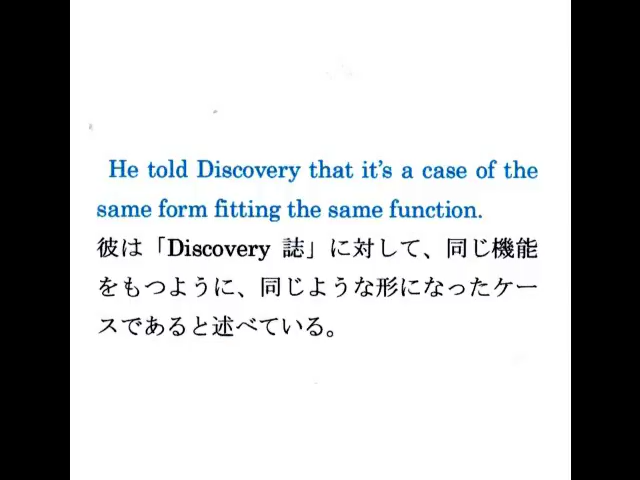 He told Discovery that it's a case of the
same form fitting the same function.
彼は「Discovery 誌」に対して、同じ機能
をもつように、同じような形になったケー
スであると述べている。